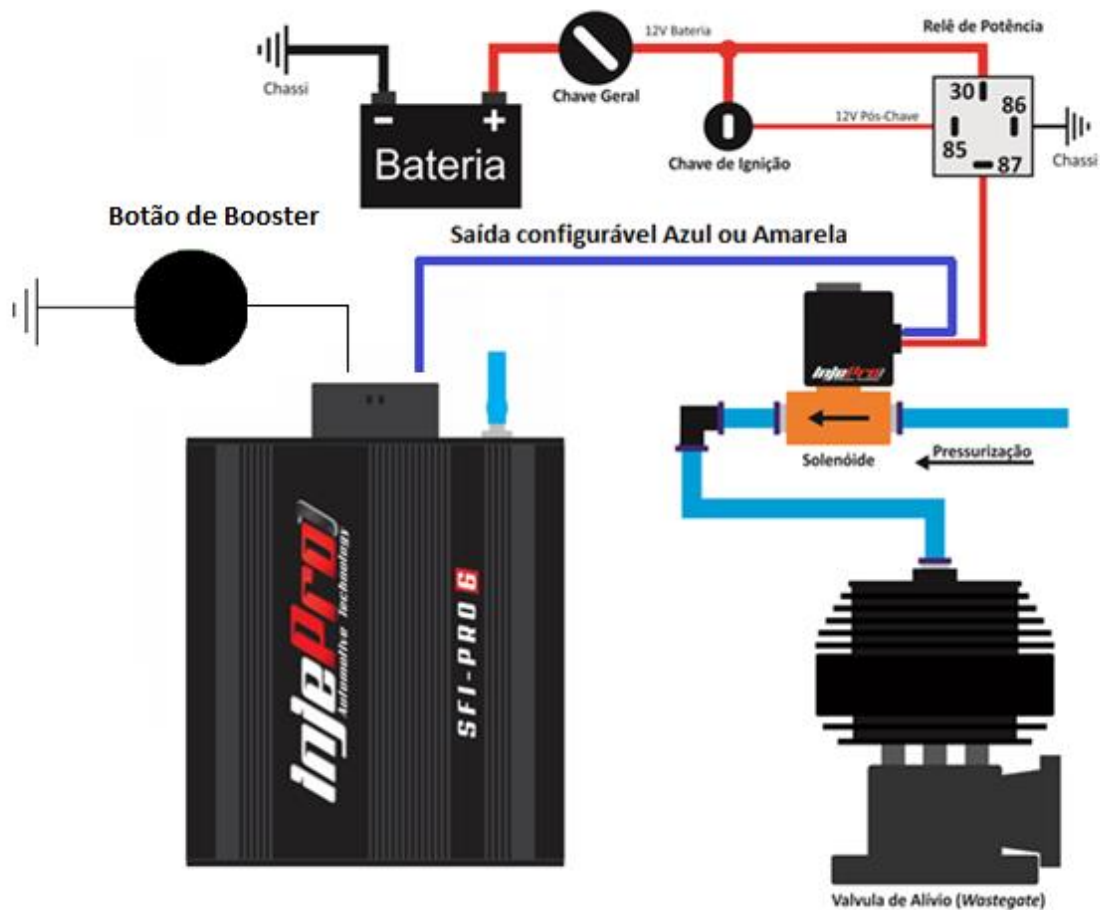 Chassi
12V Bateria
Relê de Potência
Chave Geral
30
86
85
87
Chassi
12V Pós-Chave
Chave de Ignição
- +
Bateria
Botão de Booster
Saída configurável Azul ou Amarela
InjePro
Solenóide
Pressurização
injePro
Automotive Technology
SFI-PRO 6
Valvula de Alívio (Wastegate)